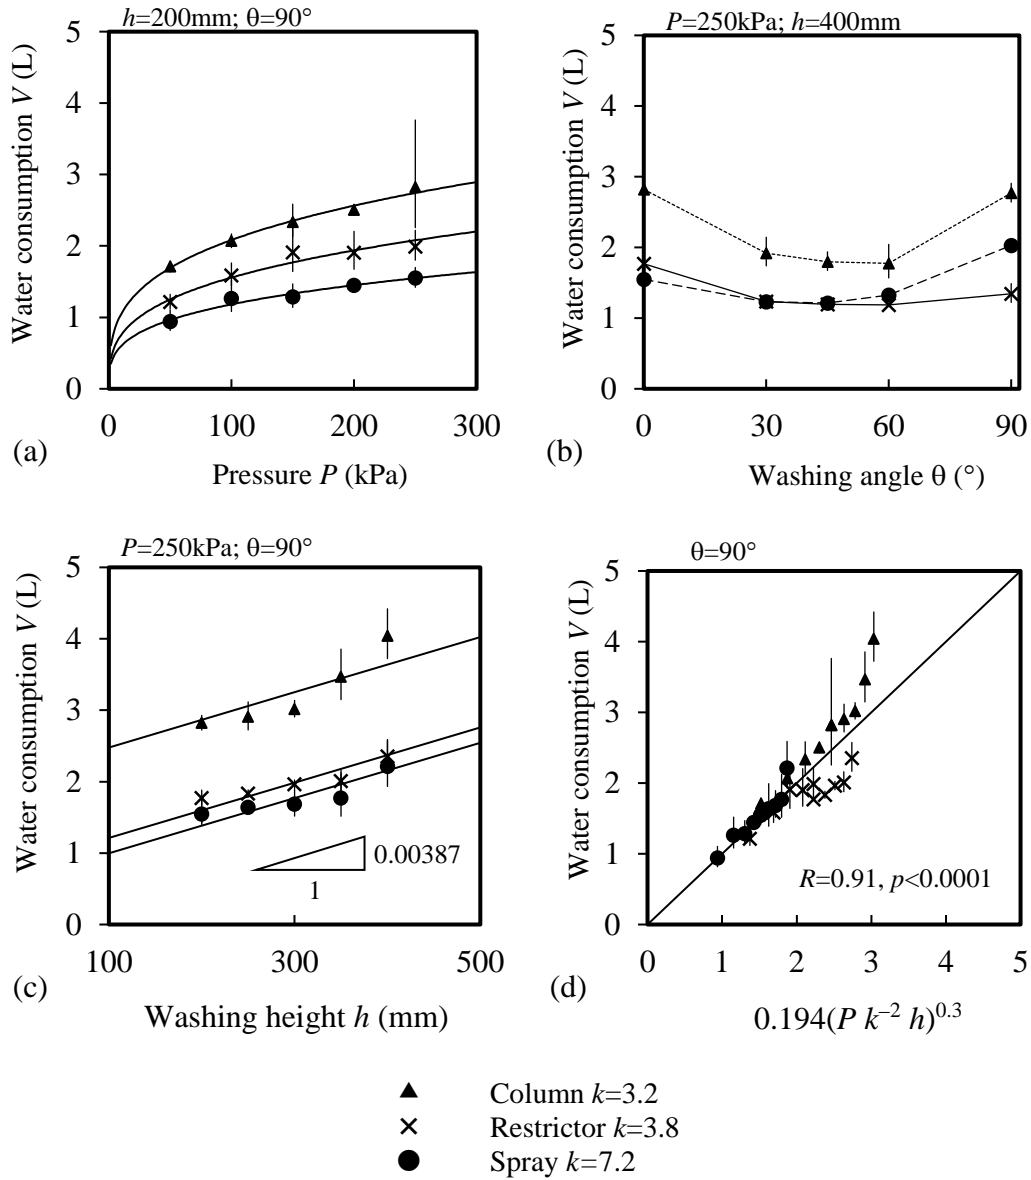 h=200mm; θ=90°
Water consumption V (L)
5
4
3
2
1
0
0 100 200 300
(a)
Pressure P (kPa)
P=250kPa; h=400mm
Water consumption V (L)
5
4
3
2
1
0
0 30 60 90
(b)
Washing angle θ (°)
P=250kPa; θ=90°
Water consumption V (L)
5
4
3
2
1
0
0.00387
1
100 300 500
(c)
Washing height h (mm)
θ=90°
Water consumption V (L)
5
4
3
2
1
0
R=0.91, p<0.0001
0 1 2 3 4 5
(d)
0.194(P k⁻² h)⁰·³
Column k=3.2
Restrictor k=3.8
Spray k=7.2